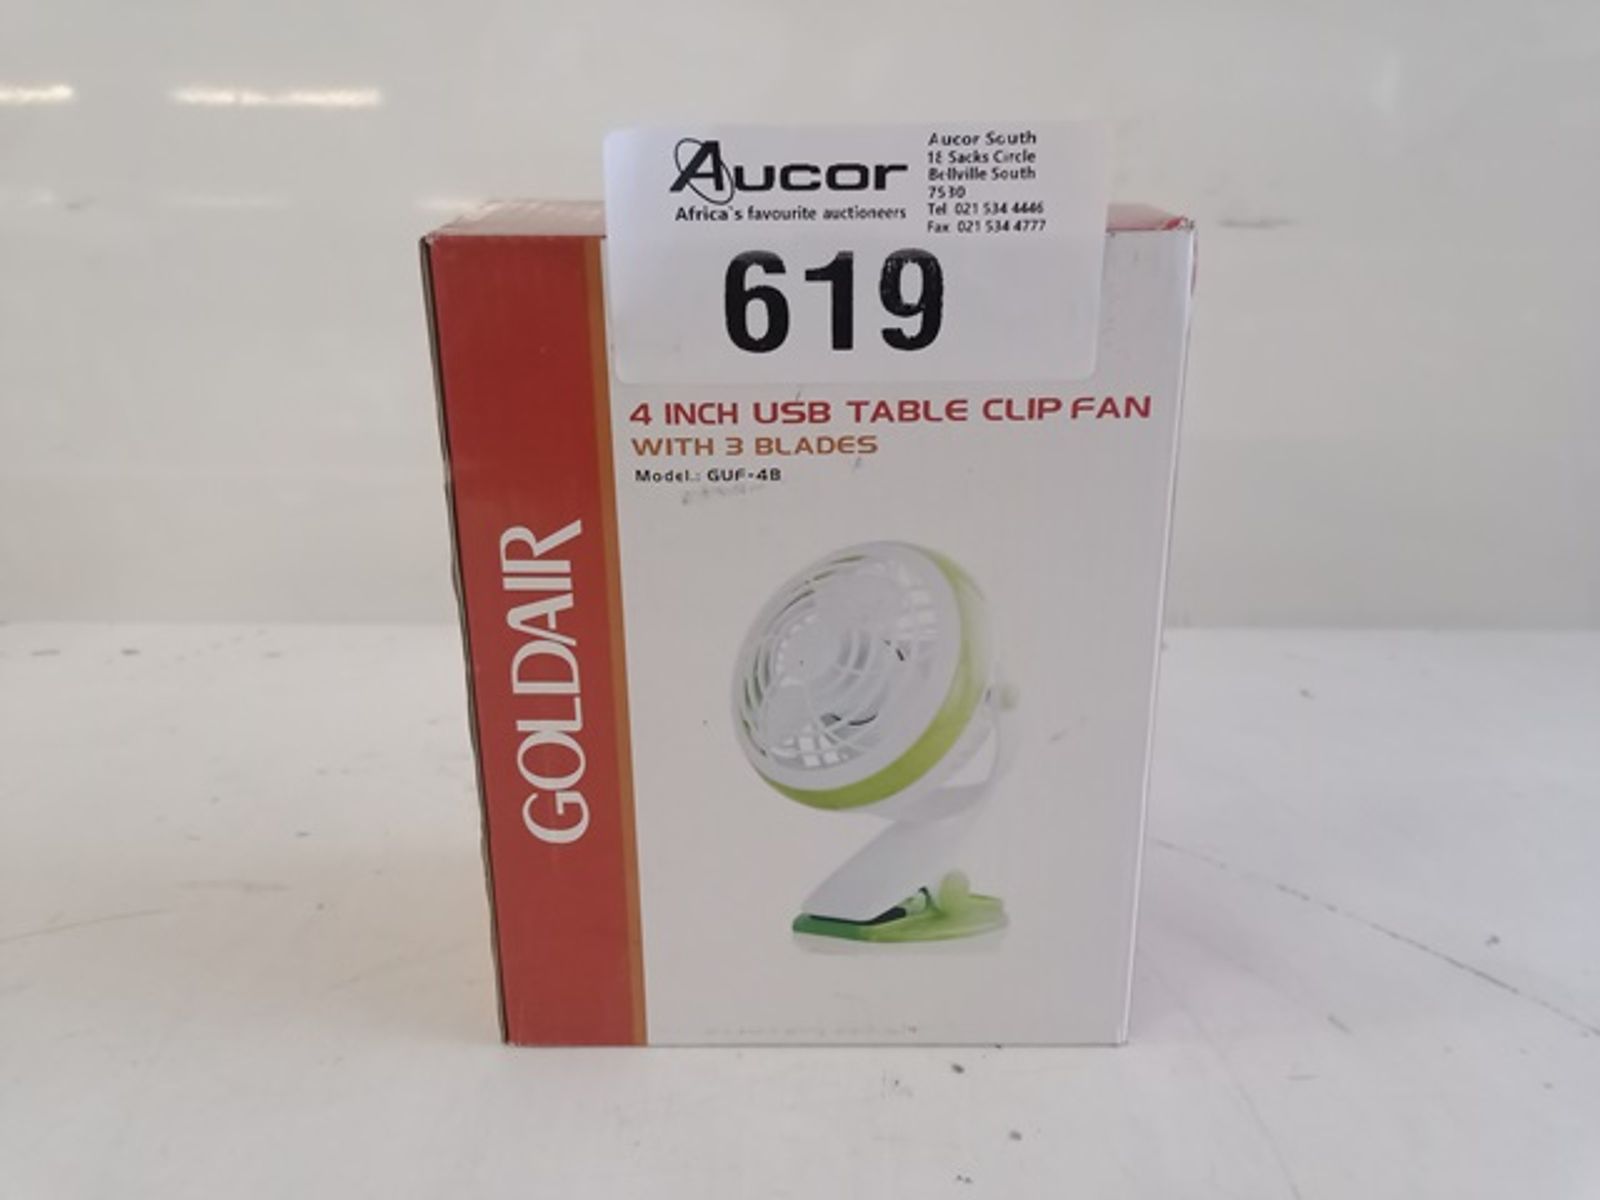 Aucor
Africa's favourite auctioneers
Aucor South
18 Sacks Circle
Bellville South
7530
Tel 021 534 4446
Fax 021 534 4777
619
4 INCH USB TABLE CLIP FAN
WITH 3 BLADES
Model.: GUF-4B
GOLDAIR